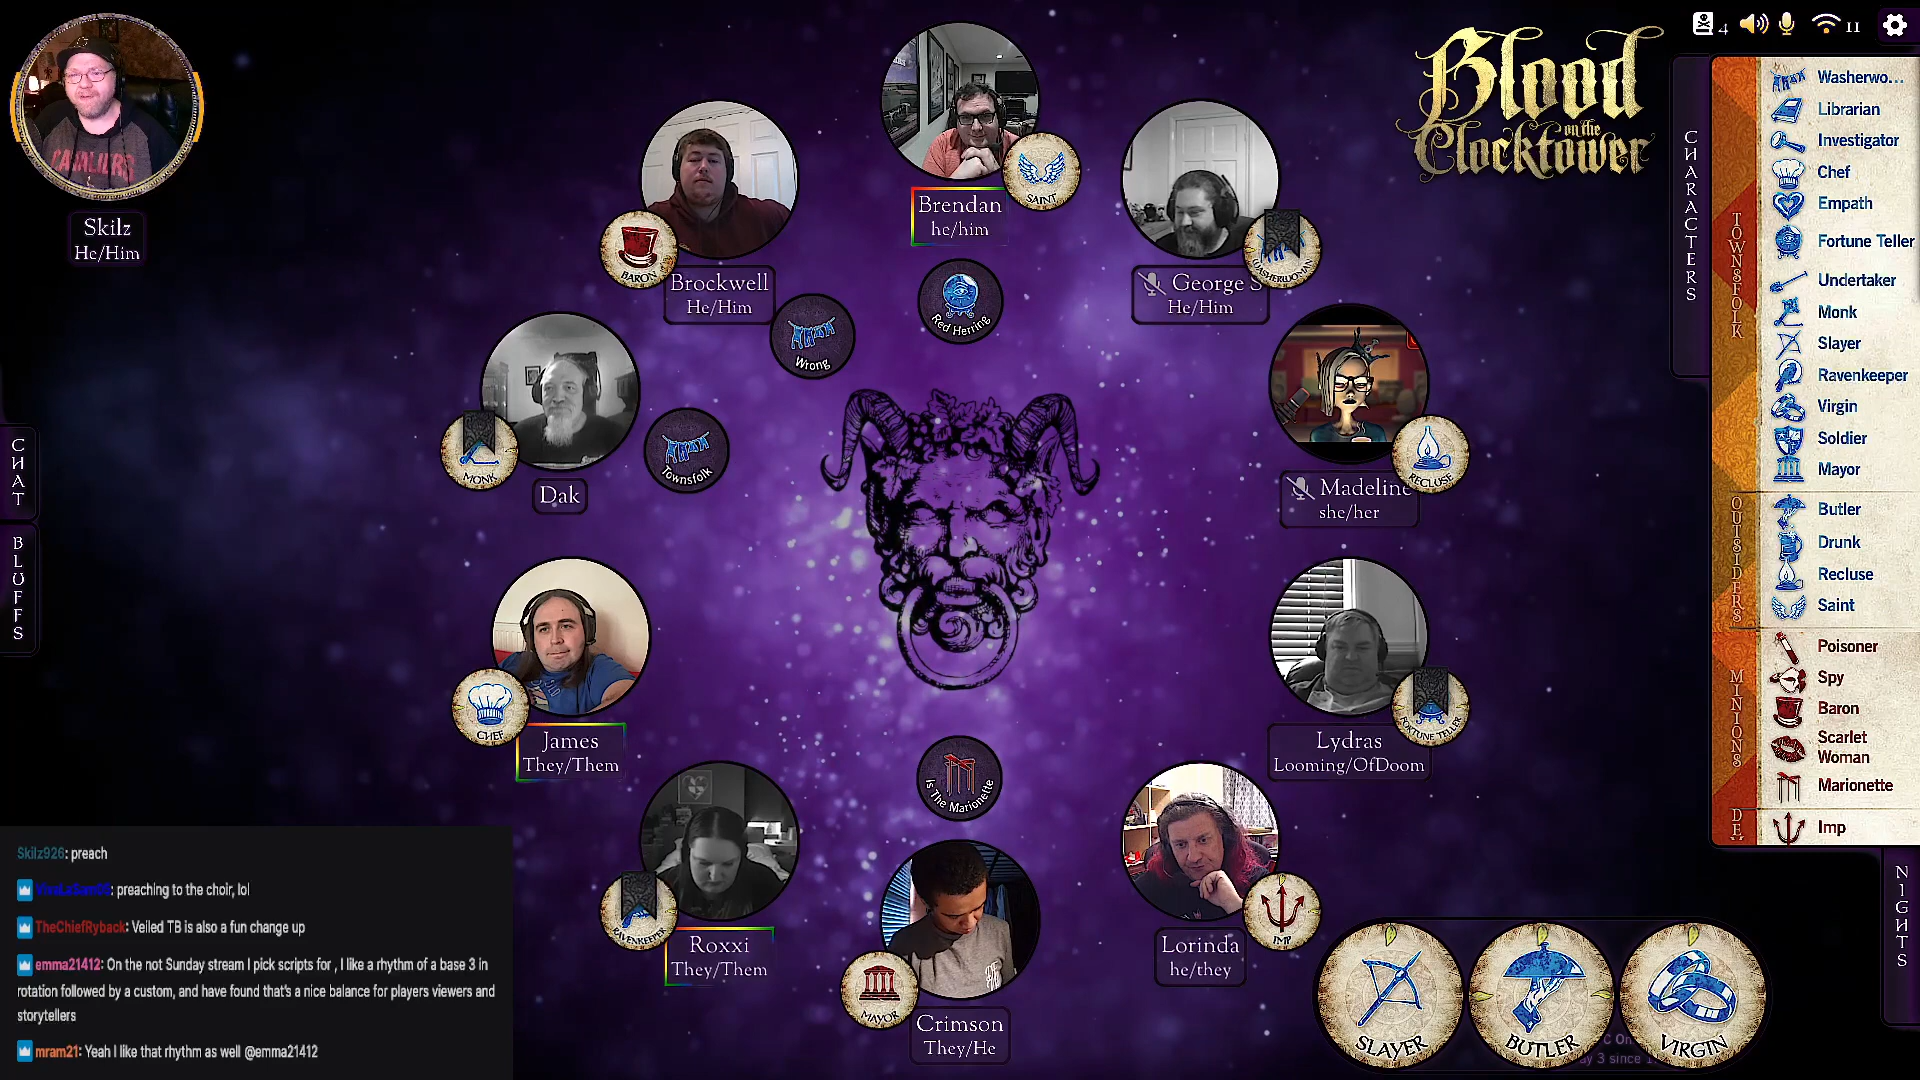 Skilz
He/Him
CAVALIERS
Brendan
he/him
SAINT
Brockwell
He/Him
BARON
Wrong
Red Herring
George S
He/Him
WASHERWOMAN
Blood
on the
Clocktower
4
II
Dak
MONK
Townsfolk
Madeline
she/her
RECLUSE
James
They/Them
CHEF
Lydras
Looming/OfDoom
FORTUNE TELLER
Roxxi
They/Them
RAVENKEEPER
Is The Marionette
Crimson
They/He
MAYOR
Lorinda
he/they
IMP
CHAT
BLUFFS
CHARACTERS
TOWNSFOLK
Washerwo...
Librarian
Investigator
Chef
Empath
Fortune Teller
Undertaker
Monk
Slayer
Ravenkeeper
Virgin
Soldier
Mayor
OUTSIDERS
Butler
Drunk
Recluse
Saint
MINIONS
Poisoner
Spy
Baron
Scarlet
Woman
Marionette
DE
Imp
NIGHTS
SLAYER
BUTLER
VIRGIN
Skilz926: preach
: preaching to the choir, lol
TheChiefRyback: Veiled TB is also a fun change up
emma21412: On the not Sunday stream I pick scripts for , I like a rhythm of a base 3 in
rotation followed by a custom, and have found that's a nice balance for players viewers and
storytellers
mram21: Yeah I like that rhythm as well @emma21412